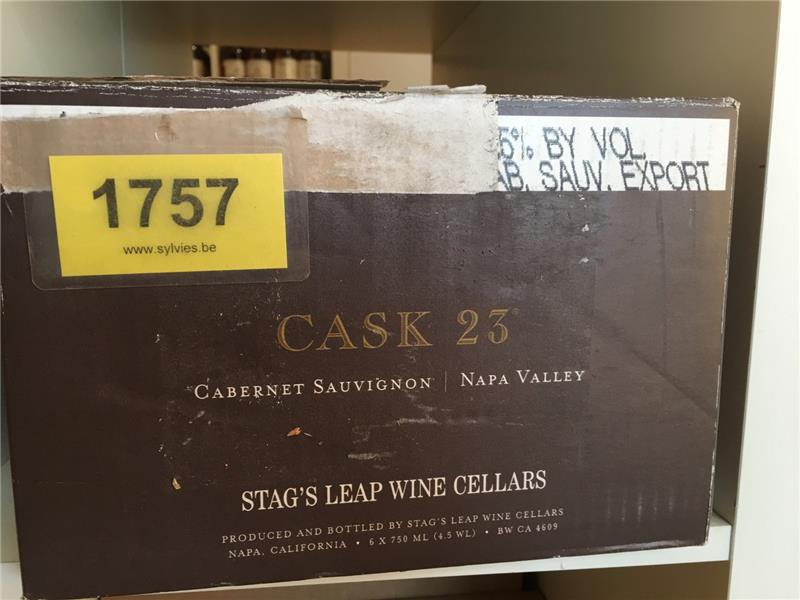 5% BY VOL.
AB. SAUV. EXPORT
1757
www.sylvies.be
CASK 23
CABERNET SAUVIGNON | NAPA VALLEY
STAG'S LEAP WINE CELLARS
PRODUCED AND BOTTLED BY STAG'S LEAP WINE CELLARS
NAPA, CALIFORNIA • 6 X 750 ML (4.5 WL) • BW CA 4609